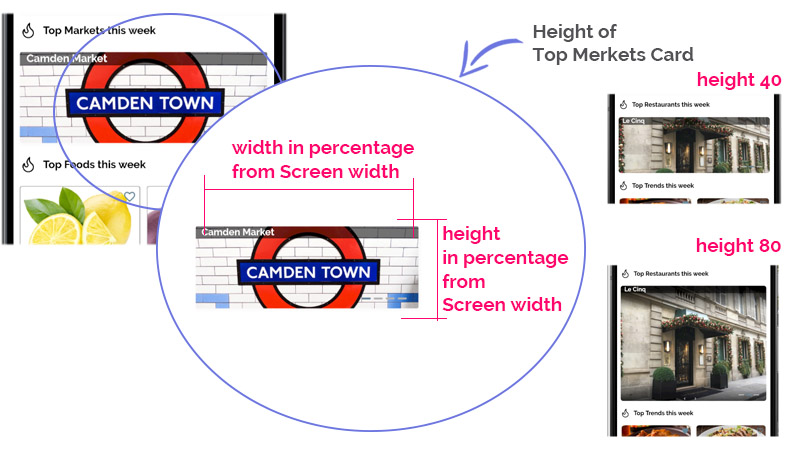 Top Markets this week
Camden Market
CAMDEN TOWN
Top Foods this week
Height of
Top Merkets Card
width in percentage
from Screen width
Camden Market
CAMDEN TOWN
height
in percentage
from
Screen width
height 40
Top Restaurants this week
Le Cinq
Top Trends this week
height 80
Top Restaurants this week
Le Cinq
Top Trends this week